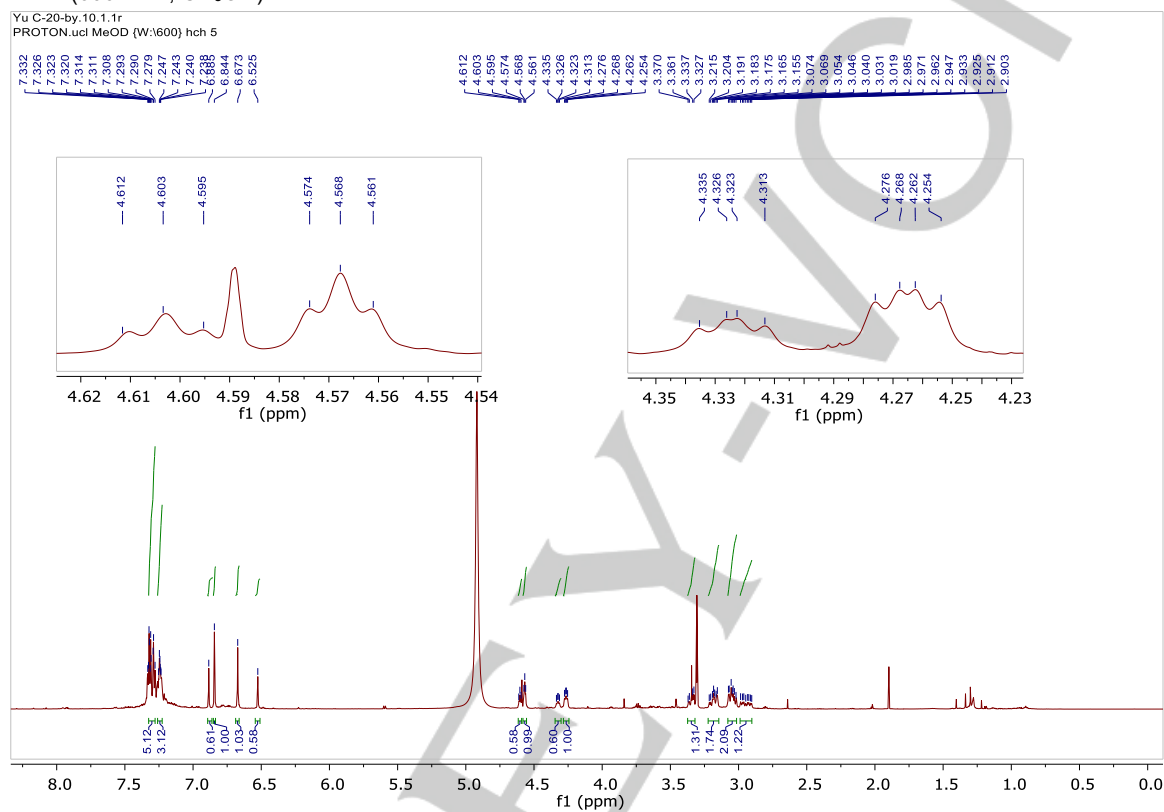 Yu C-20-by.10.1.1r
PROTON.ucl MeOD {W:\600} hch 5
7.332 7.326 7.323 7.320 7.314 7.311 7.308 7.293 7.290 7.279 7.247 7.243 7.240 6.844 6.673 6.525
4.612 4.603 4.595 4.574 4.568 4.561 4.335 4.326 4.323 4.313 4.276 4.268 4.262 4.254 3.370 3.361 3.337 3.327 3.215 3.204 3.191 3.183 3.175 3.165 3.155 3.074 3.069 3.054 3.046 3.040 3.031 3.019 2.985 2.971 2.962 2.947 2.933 2.925 2.912 2.903
4.612 4.603 4.595 4.574 4.568 4.561
4.335 4.326 4.323 4.313 4.276 4.268 4.262 4.254
4.62 4.61 4.60 4.59 4.58 4.57 4.56 4.55 4.54
f1 (ppm)
4.35 4.33 4.31 4.29 4.27 4.25 4.23
f1 (ppm)
5.12 3.12 0.61 1.00 1.03 0.58 0.58 0.99 0.60 1.00 1.31 1.74 2.09 1.22
8.0 7.5 7.0 6.5 6.0 5.5 5.0 4.5 4.0 3.5 3.0 2.5 2.0 1.5 1.0 0.5 0.0
f1 (ppm)